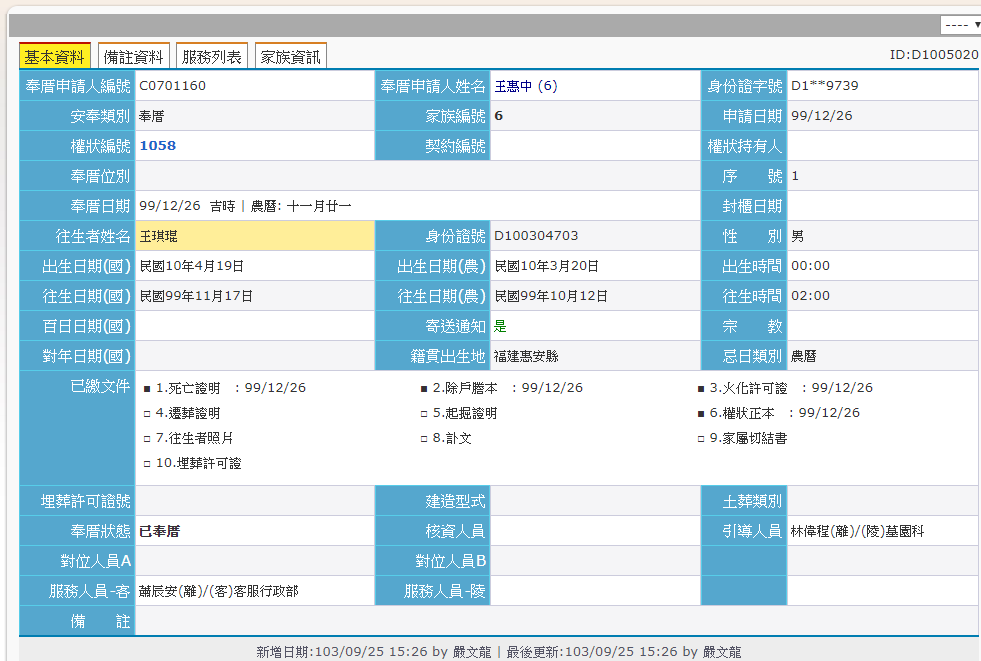 ----
基本資料 備註資料 服務列表 家族資訊 ID:D1005020
奉厝申請人編號 C0701160 奉厝申請人姓名 王惠中 (6) 身份證字號 D1**9739
安奉類別 奉厝 家族編號 6 申請日期 99/12/26
權狀編號 1058 契約編號 權狀持有人
奉厝位別 序 號 1
奉厝日期 99/12/26 吉時 | 農曆: 十一月廿一 封櫃日期
往生者姓名 王琪琨 身份證號 D100304703 性 別 男
出生日期(國) 民國10年4月19日 出生日期(農) 民國10年3月20日 出生時間 00:00
往生日期(國) 民國99年11月17日 往生日期(農) 民國99年10月12日 往生時間 02:00
百日日期(國) 寄送通知 是 宗 教
對年日期(國) 籍貫出生地 福建惠安縣 忌日類別 農曆
已繳文件 ■ 1.死亡證明 : 99/12/26 ■ 2.除戶謄本 : 99/12/26 ■ 3.火化許可證 : 99/12/26
□ 4.遷葬證明 □ 5.起掘證明 ■ 6.權狀正本 : 99/12/26
□ 7.往生者照片 □ 8.訃文 □ 9.家屬切結書
□ 10.埋葬許可證
埋葬許可證號 建造型式 土葬類別
奉厝狀態 已奉厝 核資人員 引導人員 林偉程(離)/(陵)墓園科
對位人員A 對位人員B
服務人員-客 蕭辰安(離)/(客)客服行政部 服務人員-陵
備 註
新增日期:103/09/25 15:26 by 嚴文龍 | 最後更新:103/09/25 15:26 by 嚴文龍